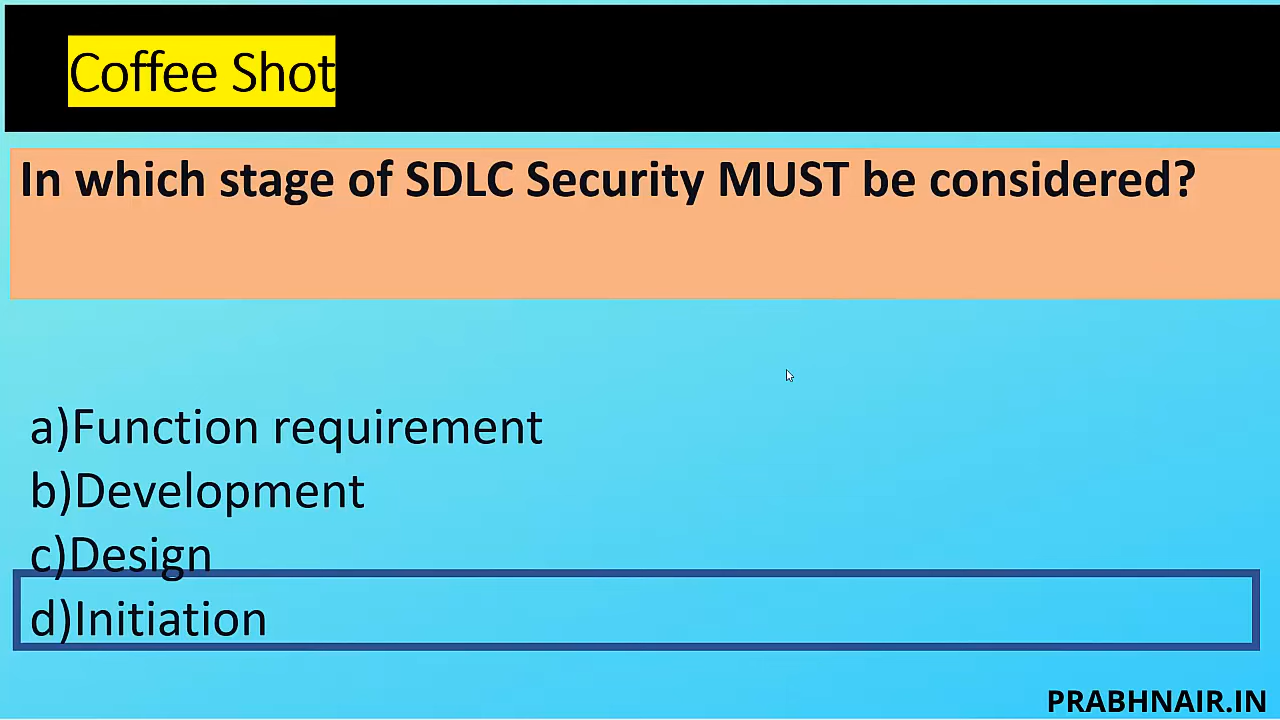 Coffee Shot
In which stage of SDLC Security MUST be considered?
a)Function requirement
b)Development
c)Design
d)Initiation
PRABHNAIR.IN